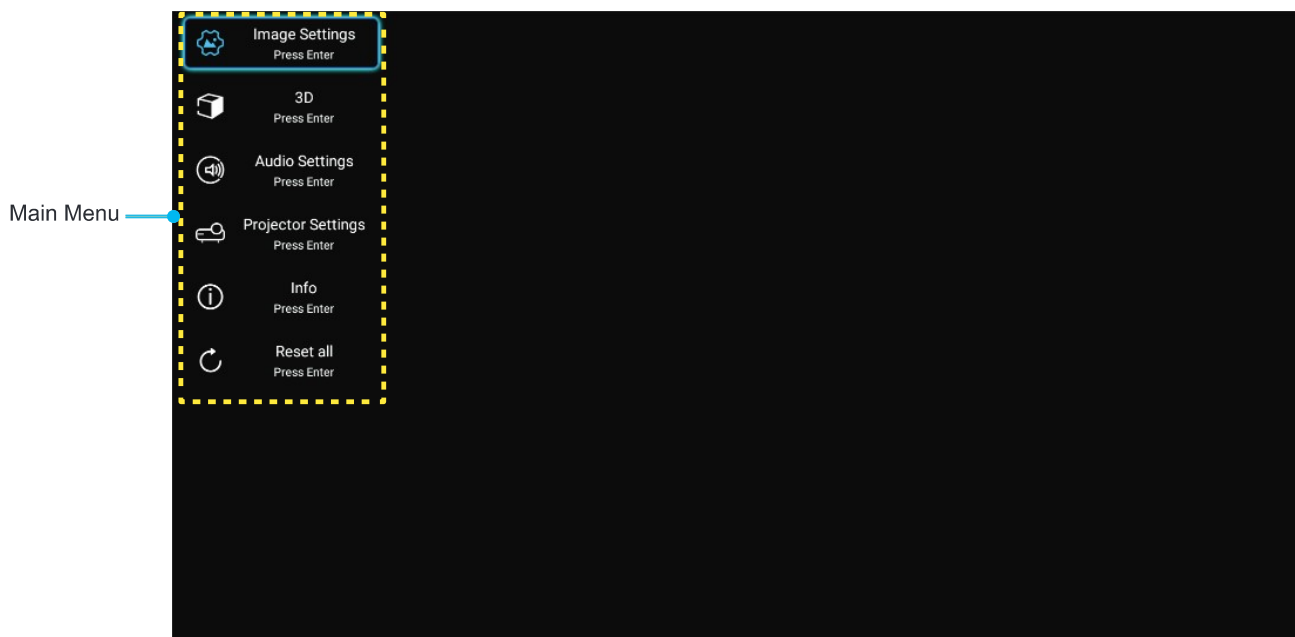 Image Settings
Press Enter
3D
Press Enter
Audio Settings
Press Enter
Main Menu
Projector Settings
Press Enter
Info
Press Enter
Reset all
Press Enter